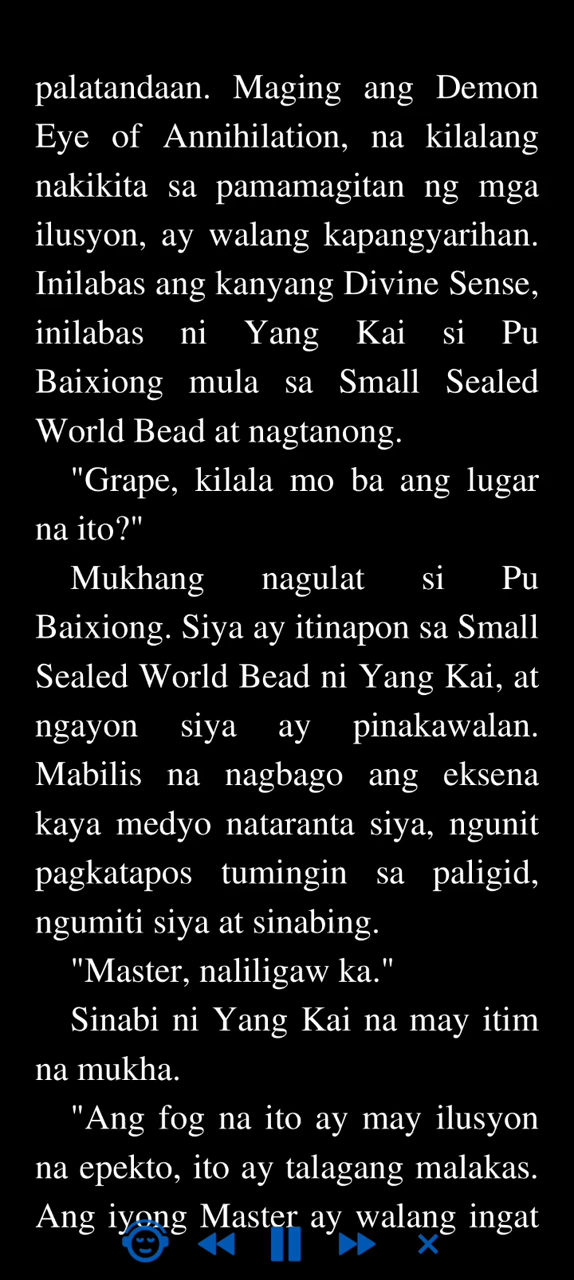 palatandaan. Maging ang Demon
Eye of Annihilation, na kilalang
nakikita sa pamamagitan ng mga
ilusyon, ay walang kapangyarihan.
Inilabas ang kanyang Divine Sense,
inilabas ni Yang Kai si Pu
Baixiong mula sa Small Sealed
World Bead at nagtanong.
"Grape, kilala mo ba ang lugar
na ito?"
Mukhang nagulat si Pu
Baixiong. Siya ay itinapon sa Small
Sealed World Bead ni Yang Kai, at
ngayon siya ay pinakawalan.
Mabilis na nagbago ang eksena
kaya medyo nataranta siya, ngunit
pagkatapos tumingin sa paligid,
ngumiti siya at sinabing.
"Master, naliligaw ka."
Sinabi ni Yang Kai na may itim
na mukha.
"Ang fog na ito ay may ilusyon
na epekto, ito ay talagang malakas.
Ang iyong Master ay walang ingat